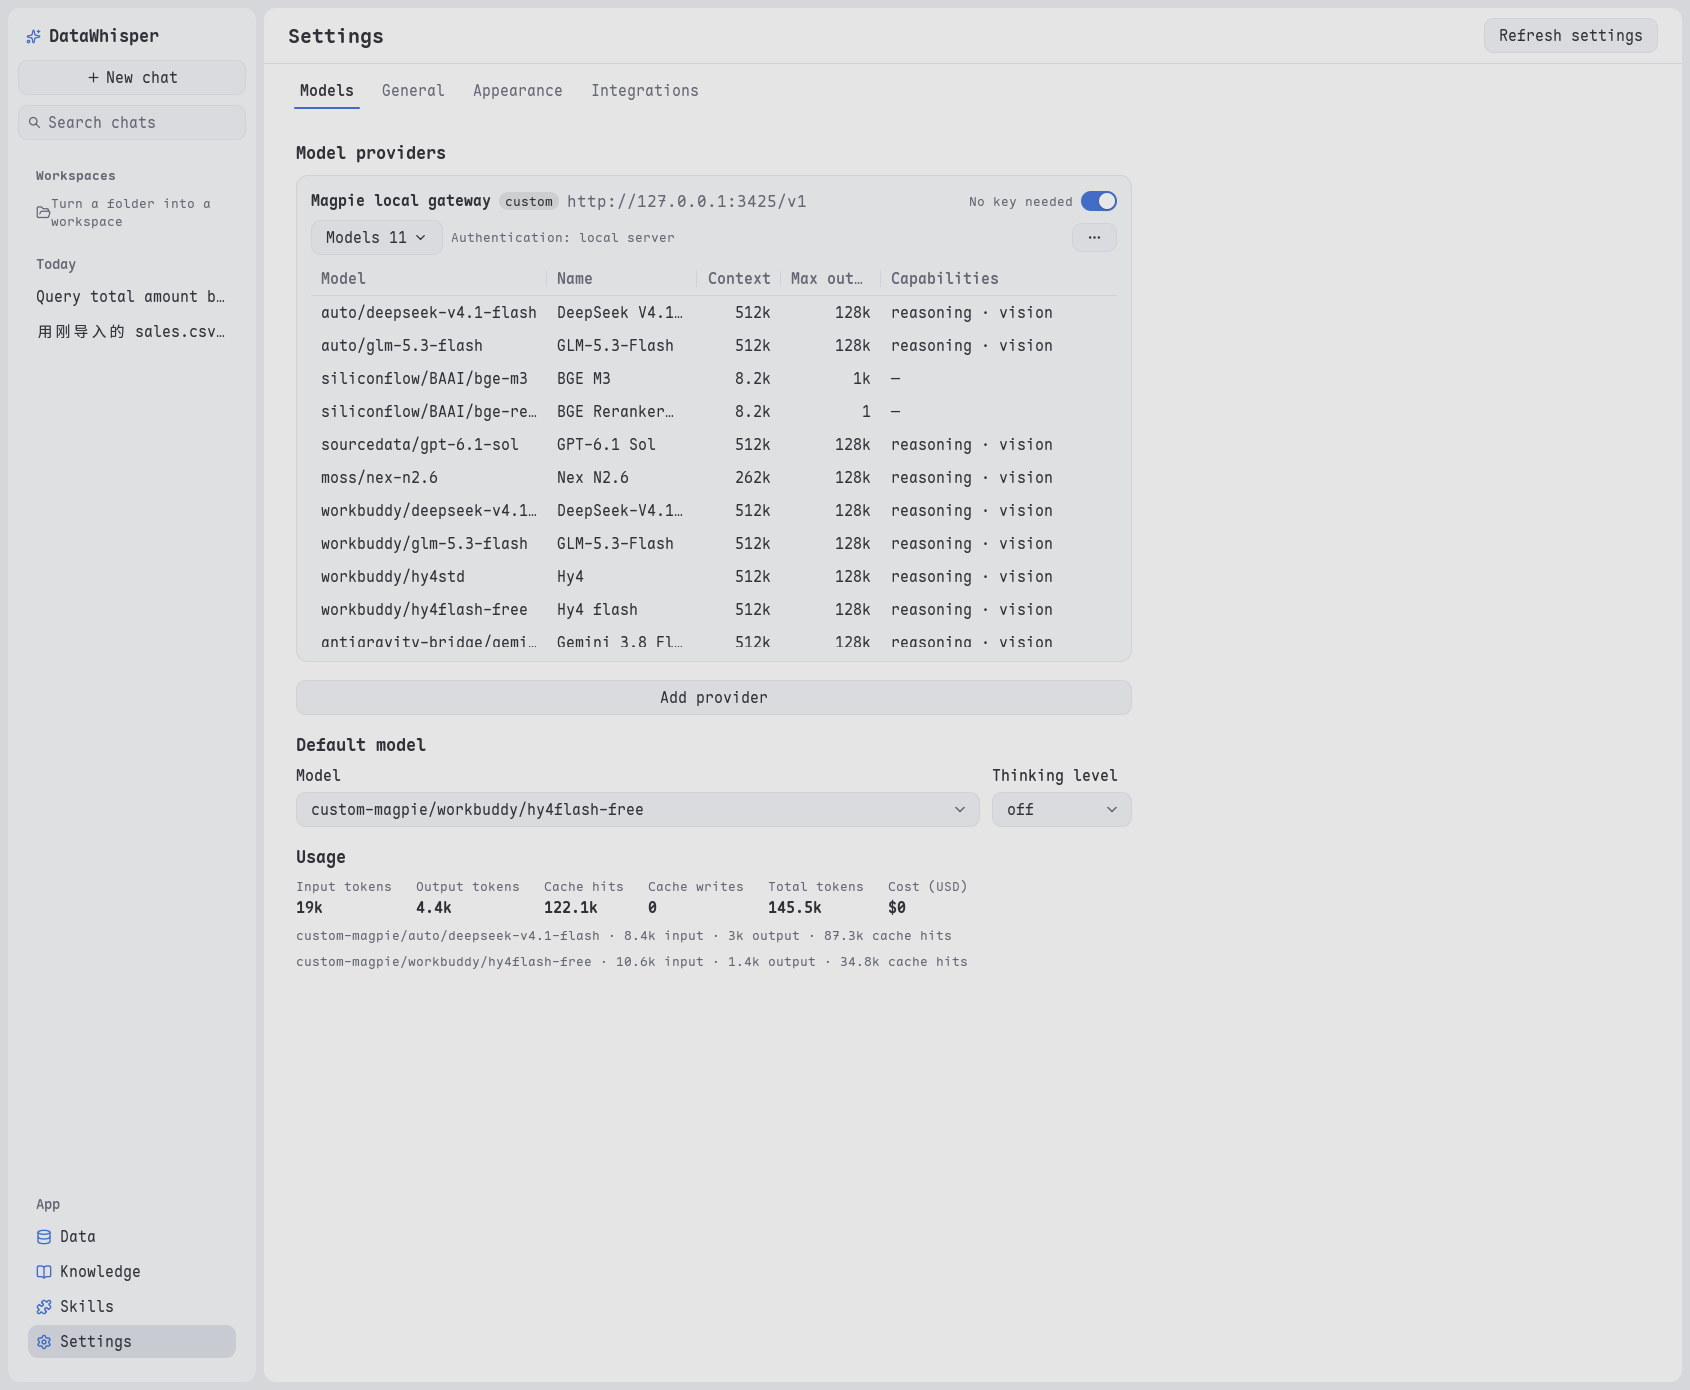 DataWhisper
+ New chat
Search chats
Workspaces
Turn a folder into a
workspace
Today
Query total amount b…
用刚导入的 sales.csv…
App
Data
Knowledge
Skills
Settings
Settings
Refresh settings
Models General Appearance Integrations
Model providers
Magpie local gateway custom http://127.0.0.1:3425/v1 No key needed
Models 11 Authentication: local server ···
Model Name Context Max out… Capabilities
auto/deepseek-v4.1-flash DeepSeek V4.1… 512k 128k reasoning · vision
auto/glm-5.3-flash GLM-5.3-Flash 512k 128k reasoning · vision
siliconflow/BAAI/bge-m3 BGE M3 8.2k 1k —
siliconflow/BAAI/bge-re… BGE Reranker… 8.2k 1 —
sourcedata/gpt-6.1-sol GPT-6.1 Sol 512k 128k reasoning · vision
moss/nex-n2.6 Nex N2.6 262k 128k reasoning · vision
workbuddy/deepseek-v4.1… DeepSeek-V4.1… 512k 128k reasoning · vision
workbuddy/glm-5.3-flash GLM-5.3-Flash 512k 128k reasoning · vision
workbuddy/hy4std Hy4 512k 128k reasoning · vision
workbuddy/hy4flash-free Hy4 flash 512k 128k reasoning · vision
antigravity-bridge/gemi… Gemini 3.8 Fl… 512k 128k reasoning · vision
Add provider
Default model
Model Thinking level
custom-magpie/workbuddy/hy4flash-free off
Usage
Input tokens Output tokens Cache hits Cache writes Total tokens Cost (USD)
19k 4.4k 122.1k 0 145.5k $0
custom-magpie/auto/deepseek-v4.1-flash · 8.4k input · 3k output · 87.3k cache hits
custom-magpie/workbuddy/hy4flash-free · 10.6k input · 1.4k output · 34.8k cache hits